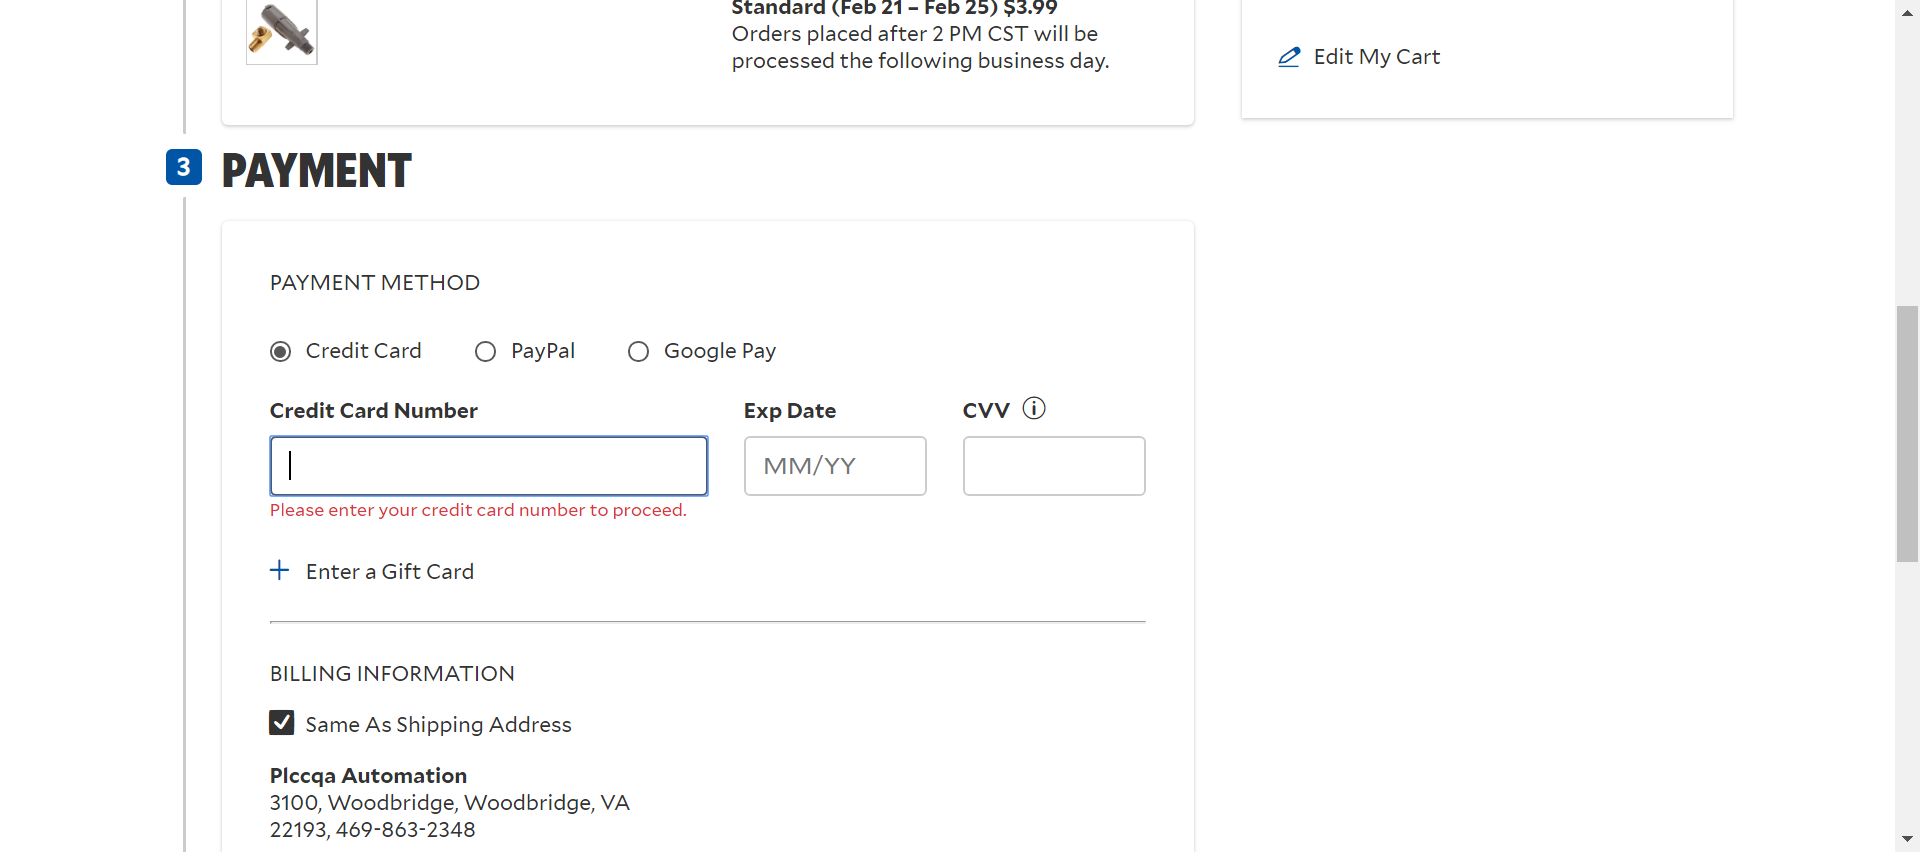 Standard (Feb 21 – Feb 25) $3.99
Orders placed after 2 PM CST will be
processed the following business day.
Edit My Cart
3 PAYMENT
PAYMENT METHOD
Credit Card PayPal Google Pay
Credit Card Number Exp Date CVV
MM/YY
Please enter your credit card number to proceed.
Enter a Gift Card
BILLING INFORMATION
Same As Shipping Address
Plccqa Automation
3100, Woodbridge, Woodbridge, VA
22193, 469-863-2348